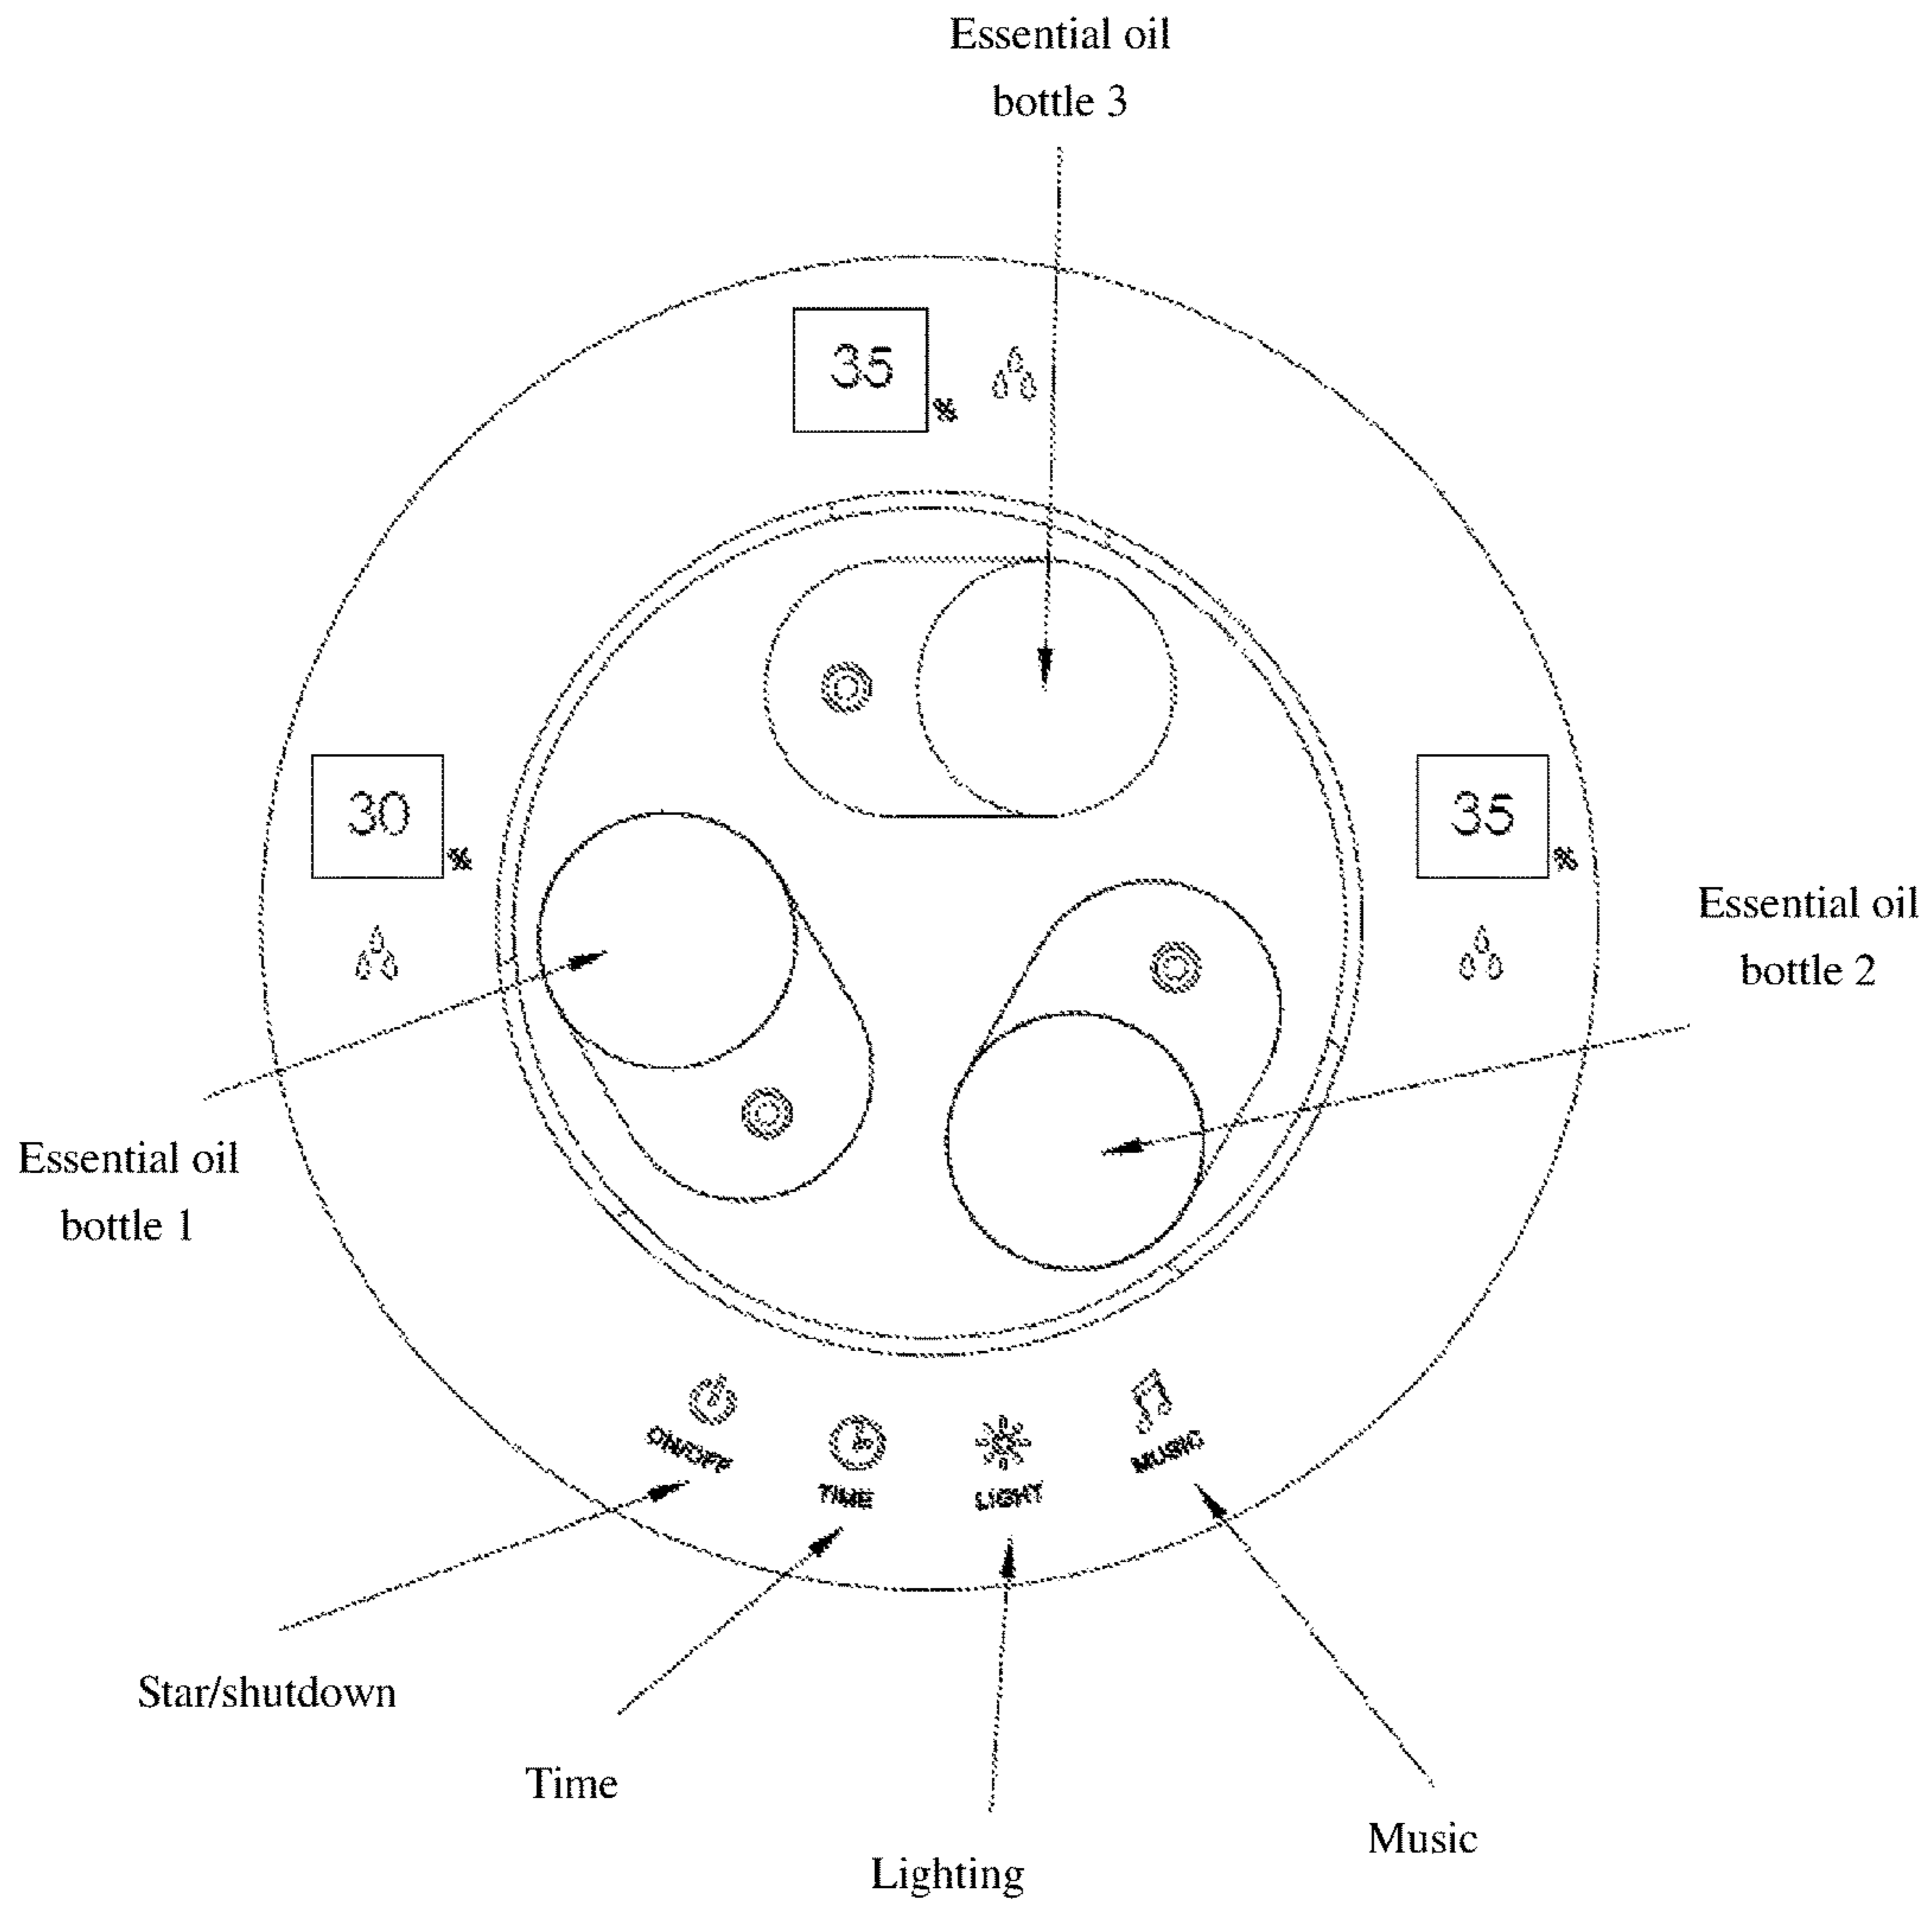 Essential oil
bottle 3
35
%
30
%
35
%
Essential oil
bottle 2
Essential oil
bottle 1
ON/OFF
TIME
LIGHT
MUSIC
Star/shutdown
Time
Lighting
Music